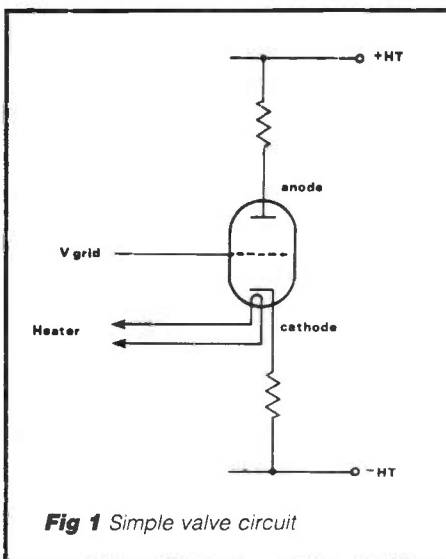 +HT
anode
V grid
Heater
cathode
−HT
Fig 1 Simple valve circuit